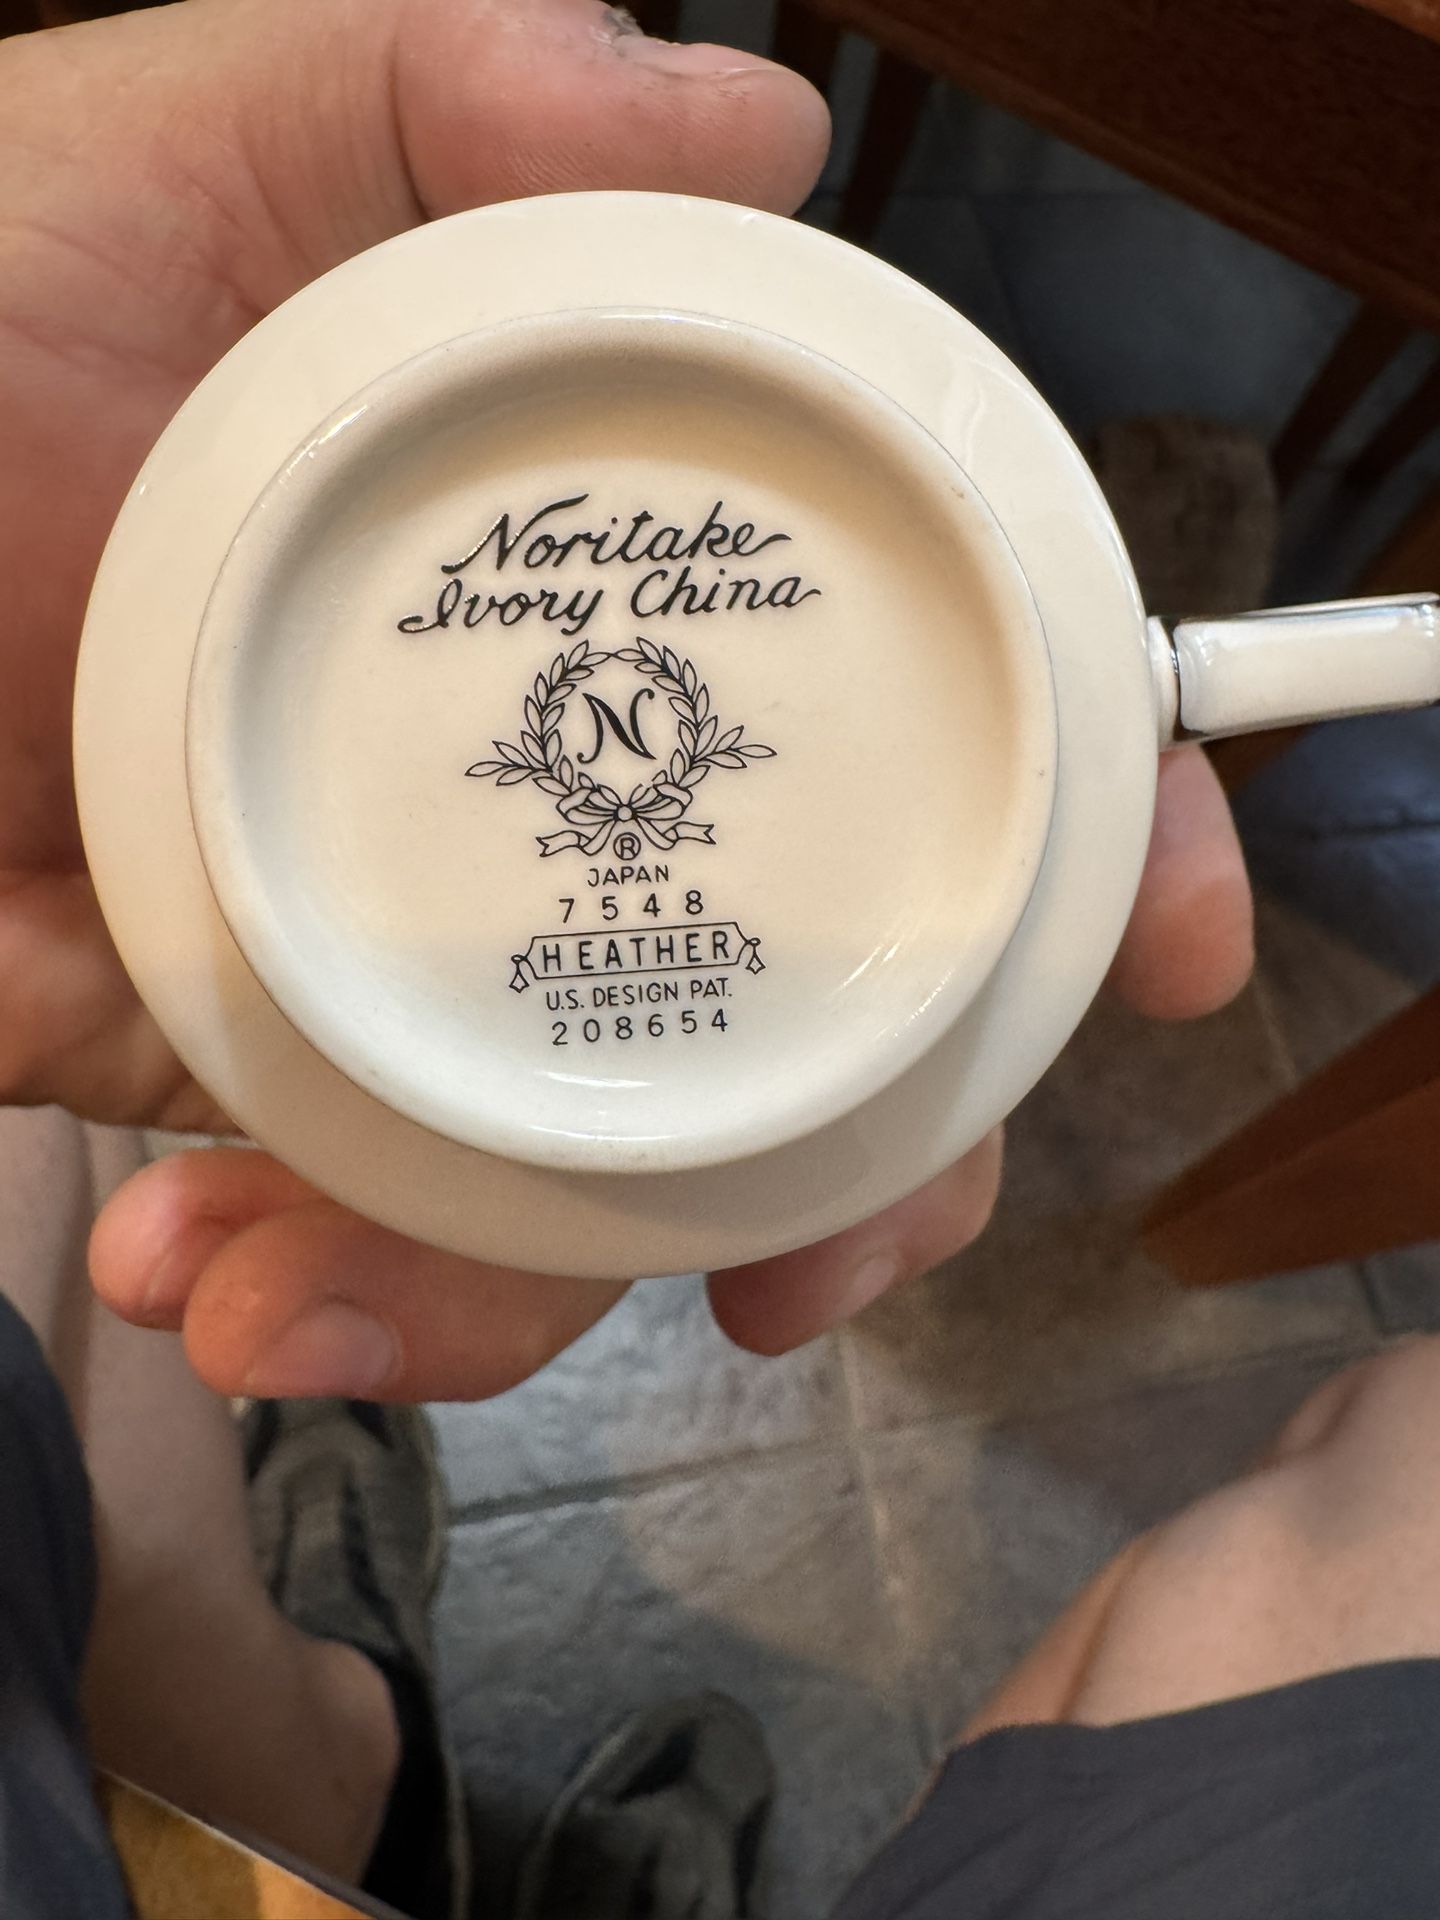 Noritake
Ivory China
N
®
JAPAN
7548
HEATHER
U.S. DESIGN PAT.
208654